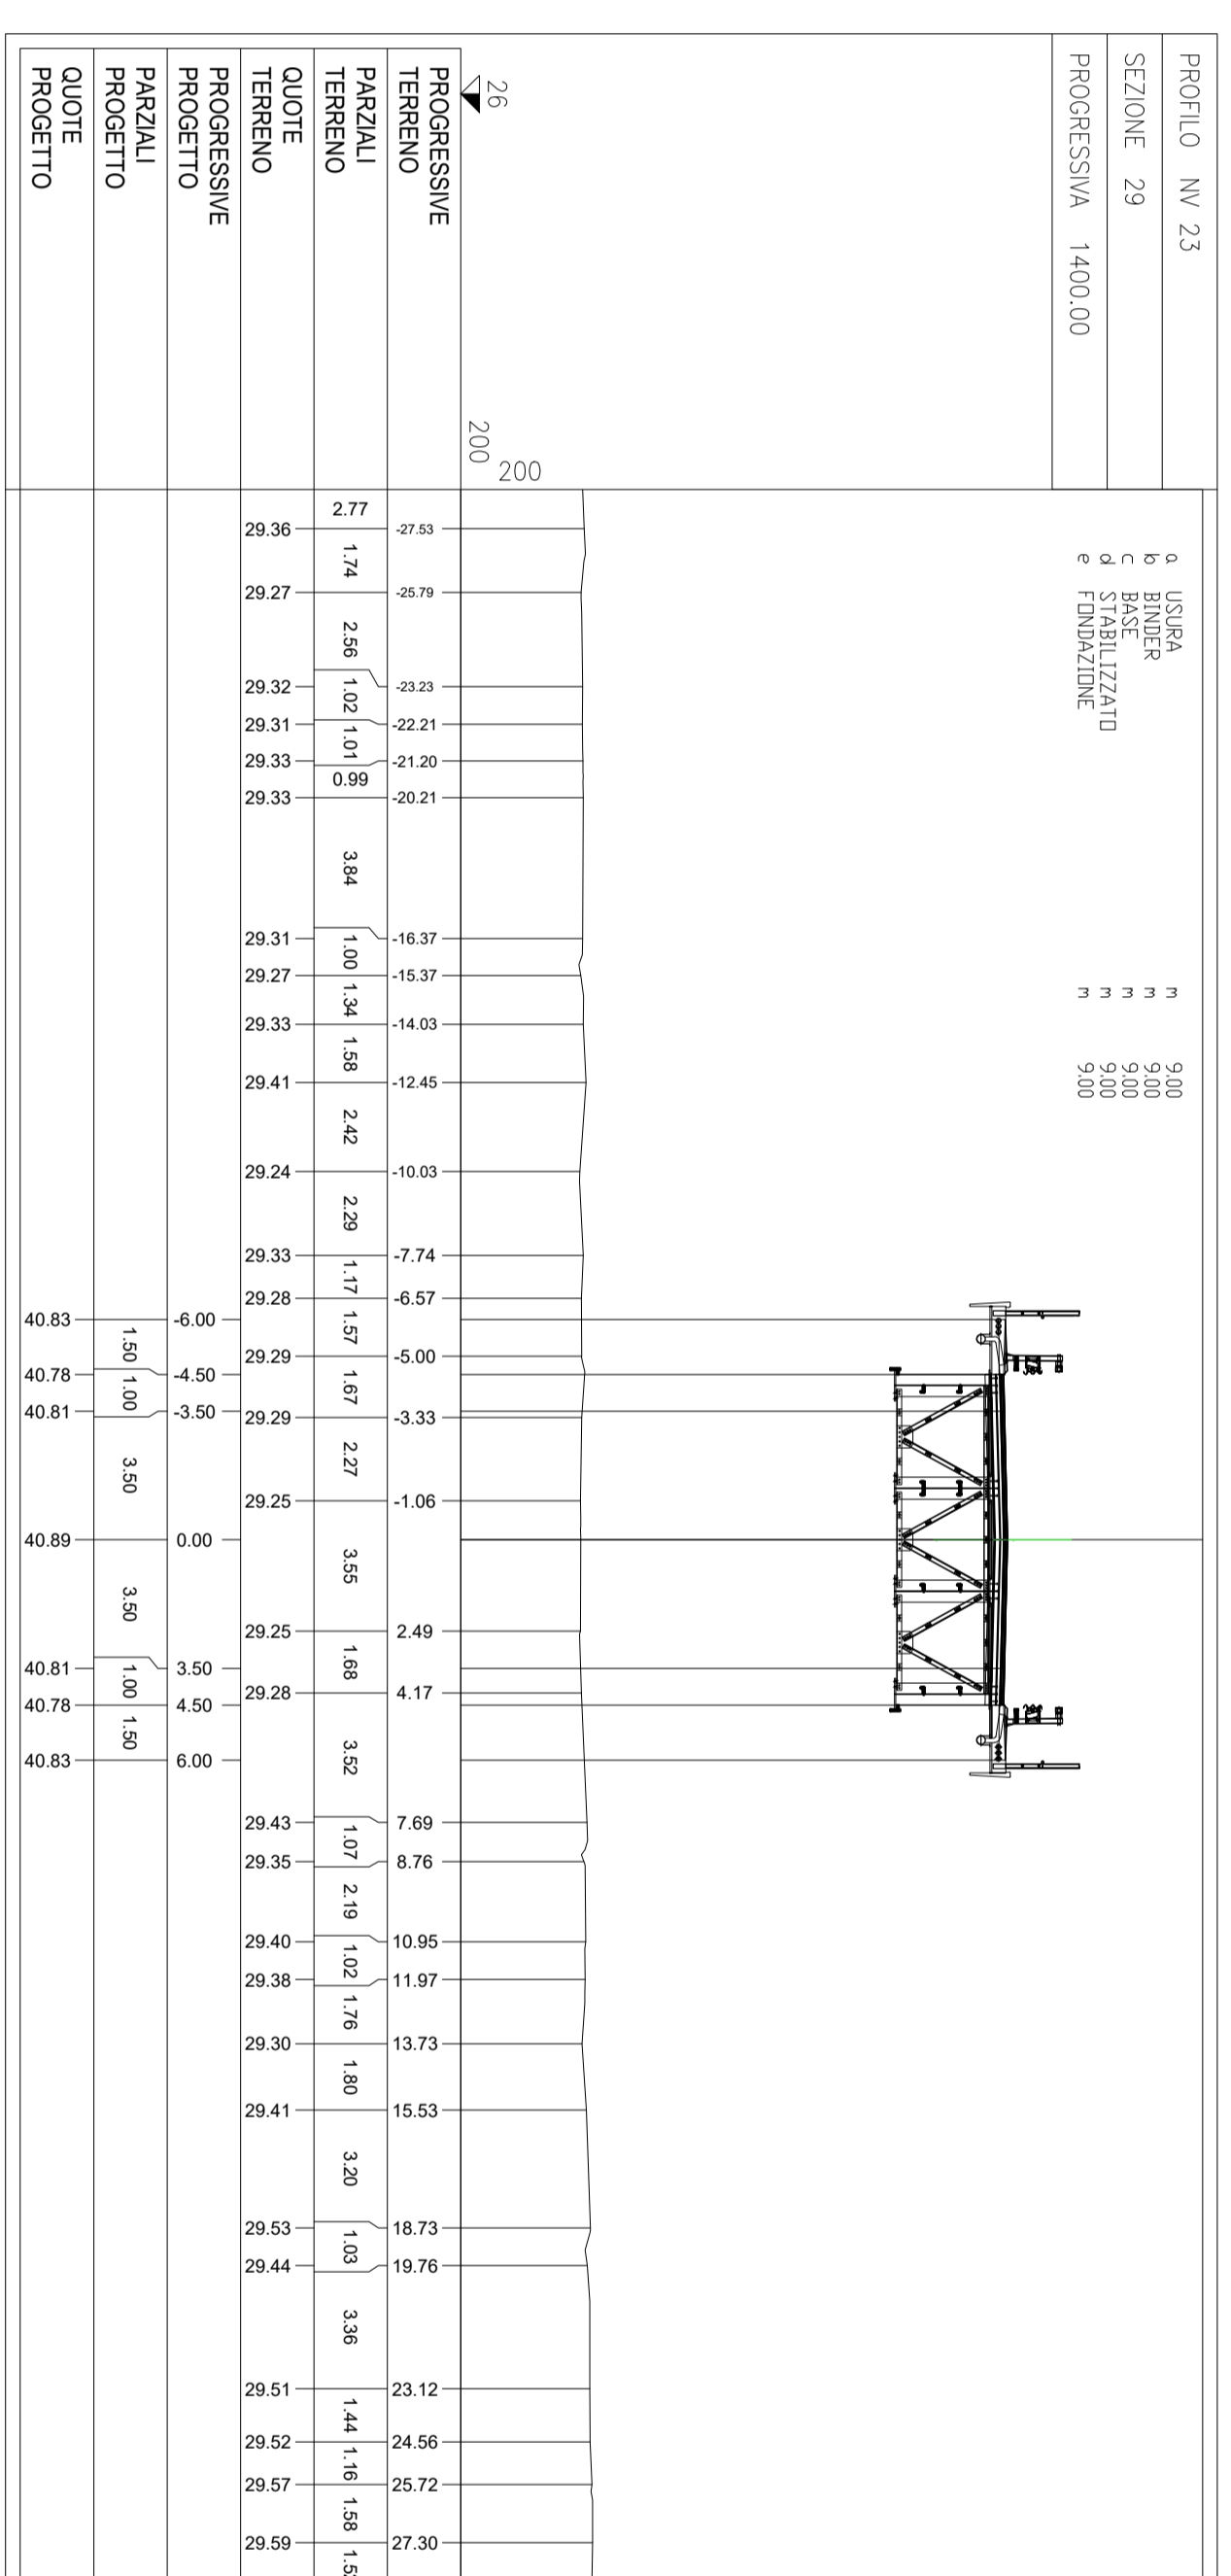 PROFILO NV 23
SEZIONE 29
PROGRESSIVA 1400.00
a USURA m 9.00
b BINDER m 9.00
c BASE m 9.00
d STABILIZZATO m 9.00
e FONDAZIONE m 9.00
26
200
200
PROGRESSIVE TERRENO -27.53 -25.79 -23.23 -22.21 -21.20 -20.21 -16.37 -15.37 -14.03 -12.45 -10.03 -7.74 -6.57 -5.00 -3.33 -1.06 2.49 4.17 7.69 8.76 10.95 11.97 13.73 15.53 18.73 19.76 23.12 24.56 25.72 27.30
PARZIALI TERRENO 2.77 1.74 2.56 1.02 1.01 0.99 3.84 1.00 1.34 1.58 2.42 2.29 1.17 1.57 1.67 2.27 3.55 1.68 3.52 1.07 2.19 1.02 1.76 1.80 3.20 1.03 3.36 1.44 1.16 1.58
QUOTE TERRENO 29.36 29.27 29.32 29.31 29.33 29.33 29.31 29.27 29.33 29.41 29.24 29.33 29.28 29.29 29.29 29.25 29.25 29.28 29.43 29.35 29.40 29.38 29.30 29.41 29.53 29.44 29.51 29.52 29.57 29.59
PROGRESSIVE PROGETTO -6.00 -4.50 -3.50 0.00 3.50 4.50 6.00
PARZIALI PROGETTO 1.50 1.00 3.50 3.50 1.00 1.50
QUOTE PROGETTO 40.83 40.78 40.81 40.89 40.81 40.78 40.83